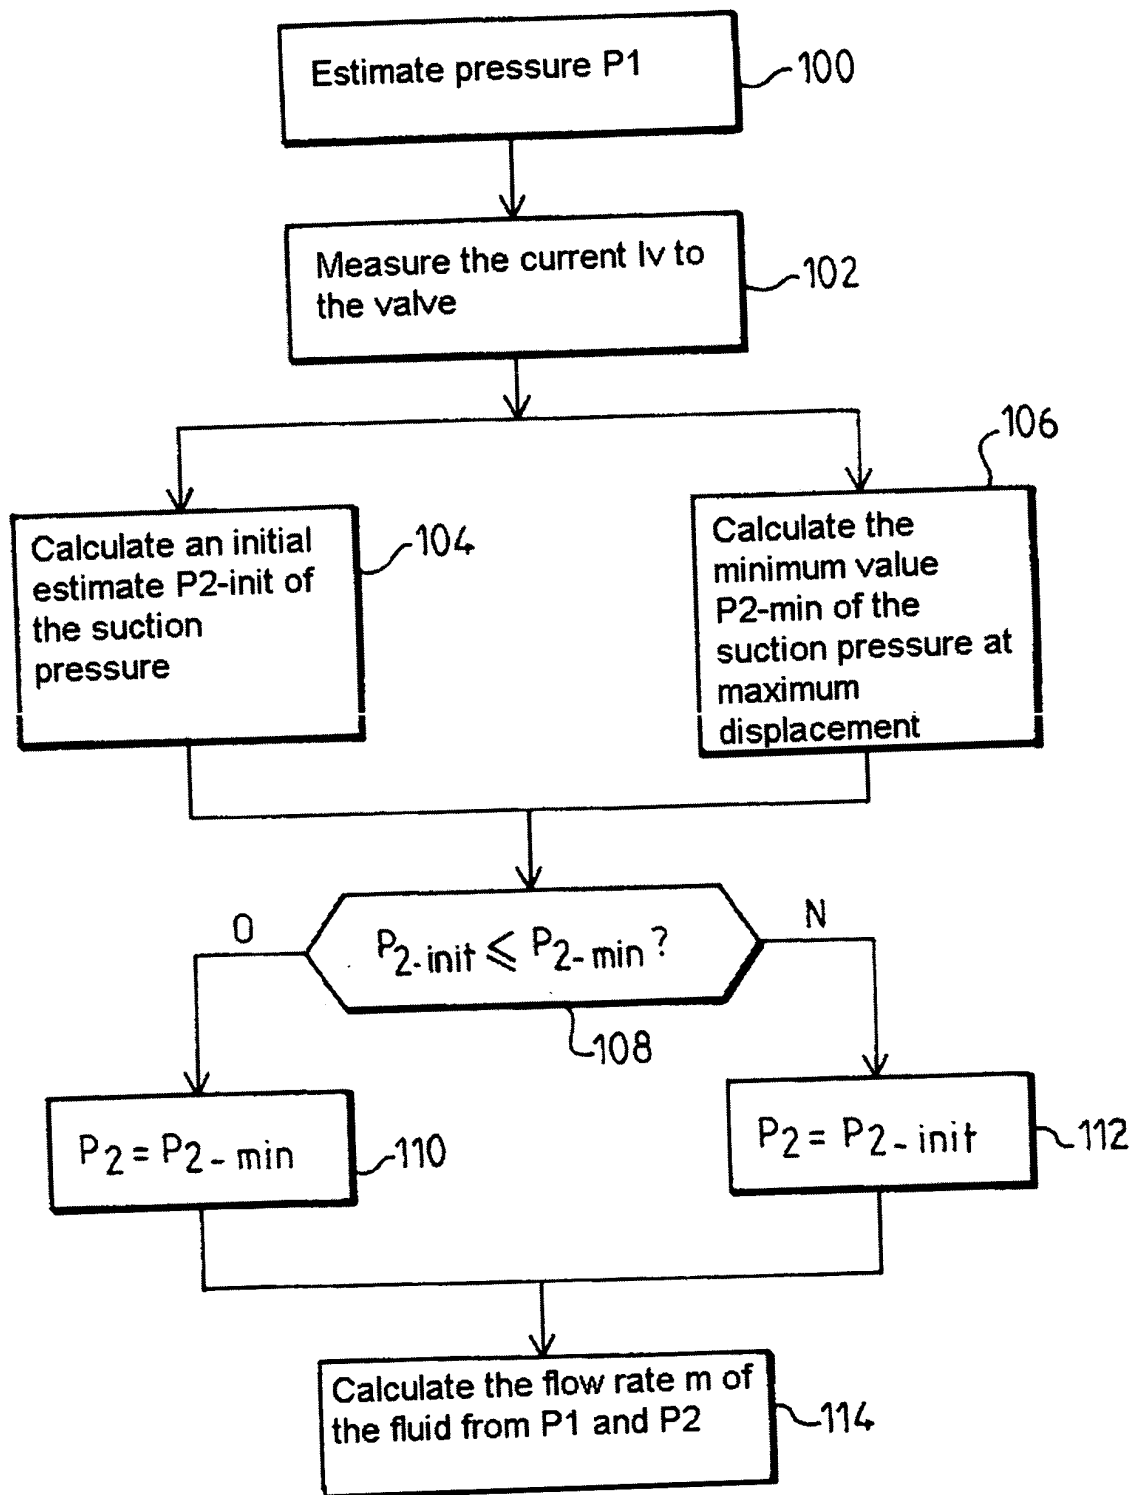 Estimate pressure P1
100
Measure the current Iv to
the valve
102
106
Calculate an initial
estimate P2-init of
the suction
pressure
104
Calculate the
minimum value
P2-min of the
suction pressure at
maximum
displacement
O
P2-init ≤ P2-min?
N
108
P2 = P2-min
110
P2 = P2-init
112
Calculate the flow rate m of
the fluid from P1 and P2
114